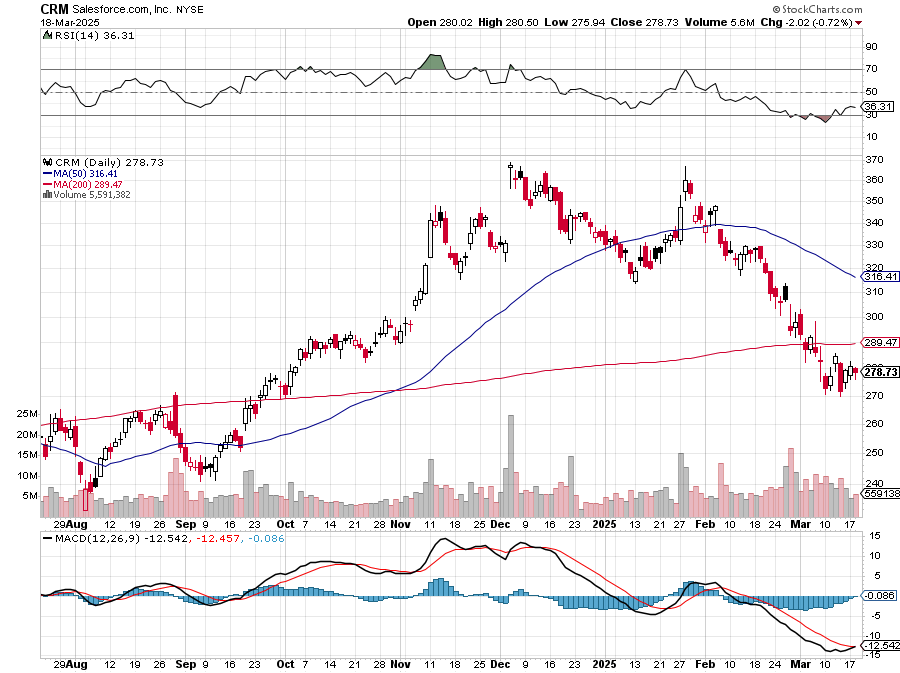 CRM Salesforce.com, Inc. NYSE © StockCharts.com
18-Mar-2025 Open 280.02 High 280.50 Low 275.94 Close 278.73 Volume 5.6M Chg -2.02 (-0.72%)
RSI(14) 36.31
90
70
50
36.31
30
10
CRM (Daily) 278.73
MA(50) 316.41
MA(200) 289.47
Volume 5,591,382
370
360
350
340
330
320
316.41
310
300
289.47
278.73
270
260
250
240
25M
20M
15M
10M
5M
559138
29 Aug 12 19 26 Sep 9 16 23 Oct 7 14 21 28 Nov 11 18 25 Dec 9 16 23 2025 13 21 27 Feb 10 18 24 Mar 10 17
MACD(12,26,9) -12.542, -12.457, -0.086
15
10
5
-0.086
-5
-10
-12.542
-15
29 Aug 12 19 26 Sep 9 16 23 Oct 7 14 21 28 Nov 11 18 25 Dec 9 16 23 2025 13 21 27 Feb 10 18 24 Mar 10 17